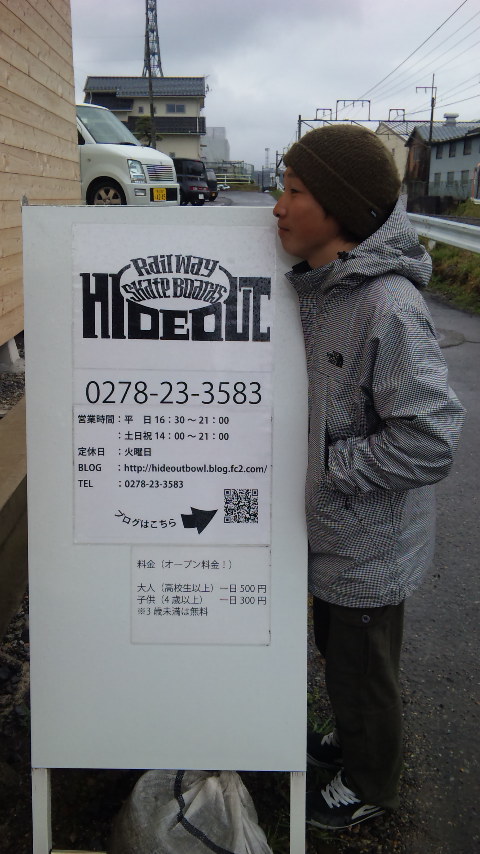 Railway
Skate Boards
HIDEOUT
0278-23-3583
営業時間：平　日 16：30～21：00
：土日祝 14：00～21：00
定休日　：火曜日
BLOG　：http://hideoutbowl.blog.fc2.com/
TEL　：0278-23-3583
ブログはこちら
料金（オープン料金！）
大人（高校生以上）　一日 500 円
子供（4 歳以上）　一日 300 円
※3 歳未満は無料